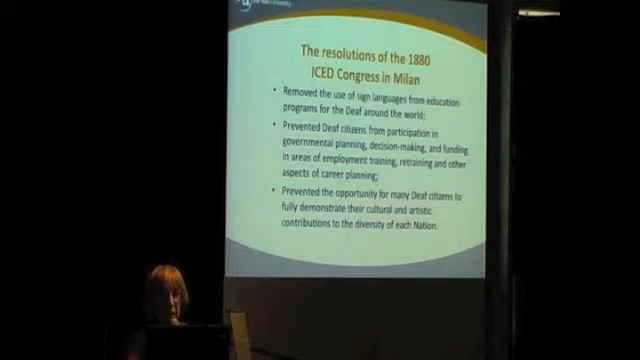 University
The resolutions of the 1880
ICED Congress in Milan
• Removed the use of sign languages from education
programs for the Deaf around the world;
• Prevented Deaf citizens from participation in
governmental planning, decision-making, and funding
in areas of employment training, retraining and other
aspects of career planning;
• Prevented the opportunity for many Deaf citizens to
fully demonstrate their cultural and artistic
contributions to the diversity of each Nation.